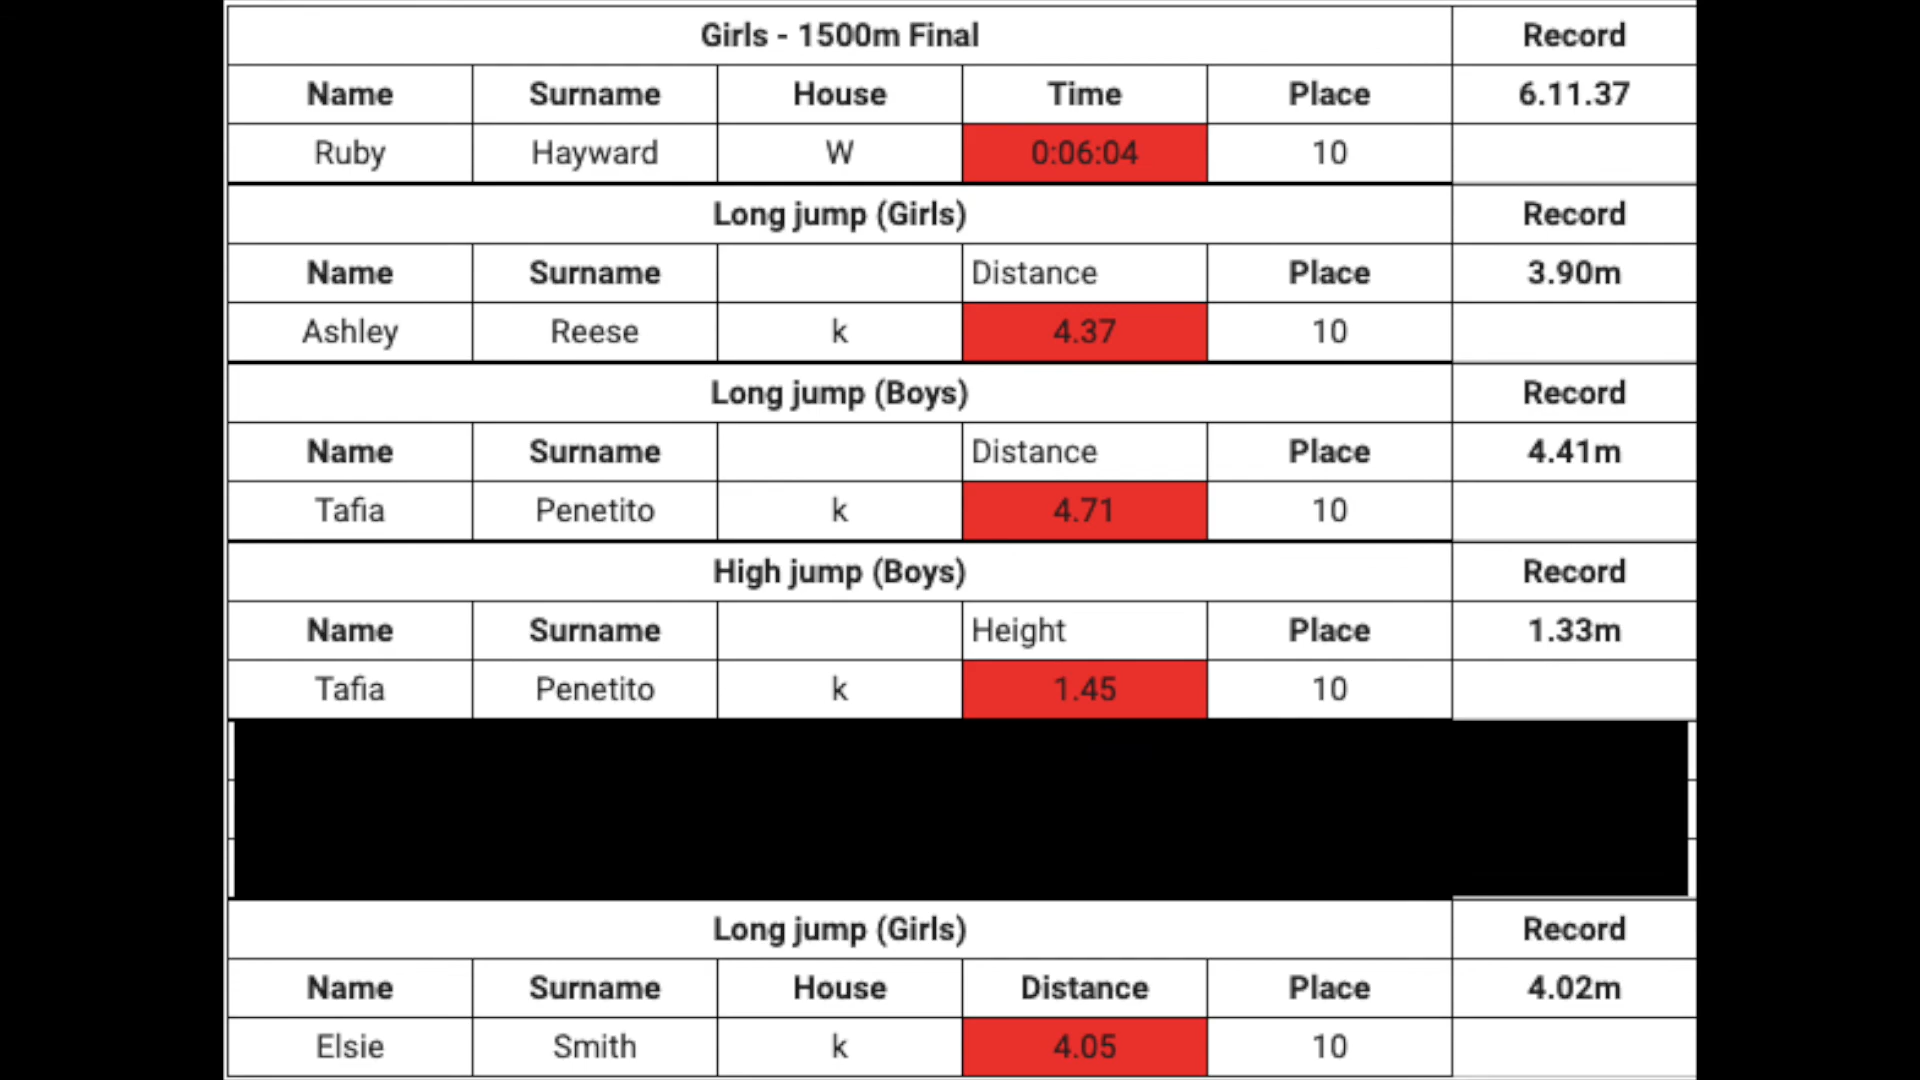 Girls - 1500m Final Record
Name Surname House Time Place 6.11.37
Ruby Hayward W 0:06:04 10
Long jump (Girls) Record
Name Surname Distance Place 3.90m
Ashley Reese k 4.37 10
Long jump (Boys) Record
Name Surname Distance Place 4.41m
Tafia Penetito k 4.71 10
High jump (Boys) Record
Name Surname Height Place 1.33m
Tafia Penetito k 1.45 10
Long jump (Girls) Record
Name Surname House Distance Place 4.02m
Elsie Smith k 4.05 10